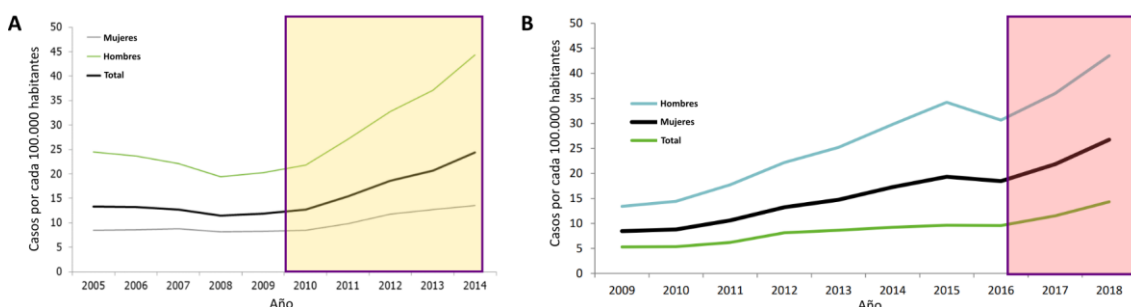 A
Casos por cada 100.000 habitantes
50
45
40
35
30
25
20
15
10
5
0
Mujeres
Hombres
Total
2005 2006 2007 2008 2009 2010 2011 2012 2013 2014
Año
B
Casos por cada 100.000 habitantes
50
45
40
35
30
25
20
15
10
5
0
Hombres
Mujeres
Total
2009 2010 2011 2012 2013 2014 2015 2016 2017 2018
Año